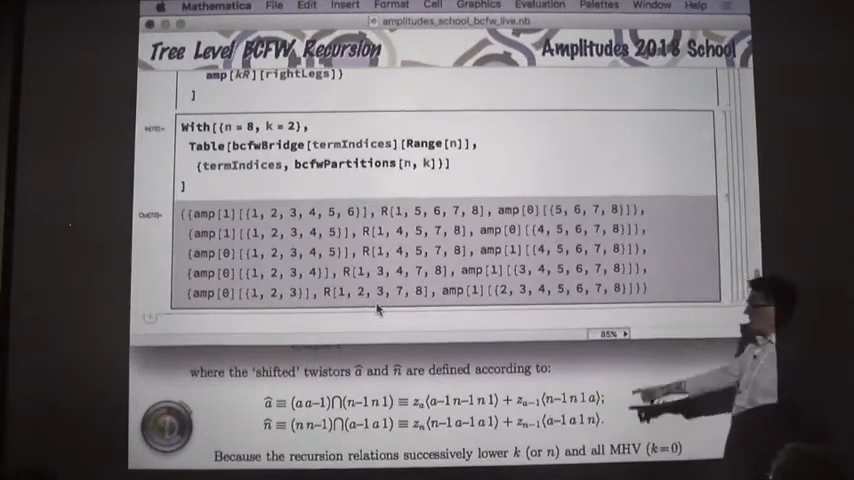 Mathematica File Edit Insert Format Cell Graphics Evaluation Palettes Window Help
amplitudes_school_bcfw_live.nb
Tree Level BCFW Recursion
Amplitudes 2018 School
amp[kR][rightLegs]}
]
With[{n = 8, k = 2},
Table[bcfwBridge[termIndices][Range[n]],
{termIndices, bcfwPartitions[n, k]}]
]
{{amp[1][{1, 2, 3, 4, 5, 6}], R[1, 5, 6, 7, 8], amp[0][{5, 6, 7, 8}]},
{amp[1][{1, 2, 3, 4, 5}], R[1, 4, 5, 7, 8], amp[0][{4, 5, 7, 8}]},
{amp[0][{1, 2, 3, 4, 5}], R[1, 4, 5, 7, 8], amp[1][{4, 5, 6, 7, 8}]},
{amp[0][{1, 2, 3, 4}], R[1, 3, 4, 7, 8], amp[1][{3, 4, 5, 6, 7, 8}]},
{amp[0][{1, 2, 3}], R[1, 2, 3, 7, 8], amp[1][{2, 3, 4, 5, 6, 7, 8}]}}
85%
where the 'shifted' twistors â and n̂ are defined according to:
â ≡ (a a−1)⋂(n−1 n 1) ≡ zₐ⟨a−1 n−1 n 1⟩ + zₐ₋₁⟨n−1 n 1 a⟩;
n̂ ≡ (n n−1)⋂(a−1 a 1) ≡ zₙ⟨n−1 a−1 a 1⟩ + zₙ₋₁⟨a−1 a 1 n⟩.
Because the recursion relations successively lower k (or n) and all MHV (k=0)